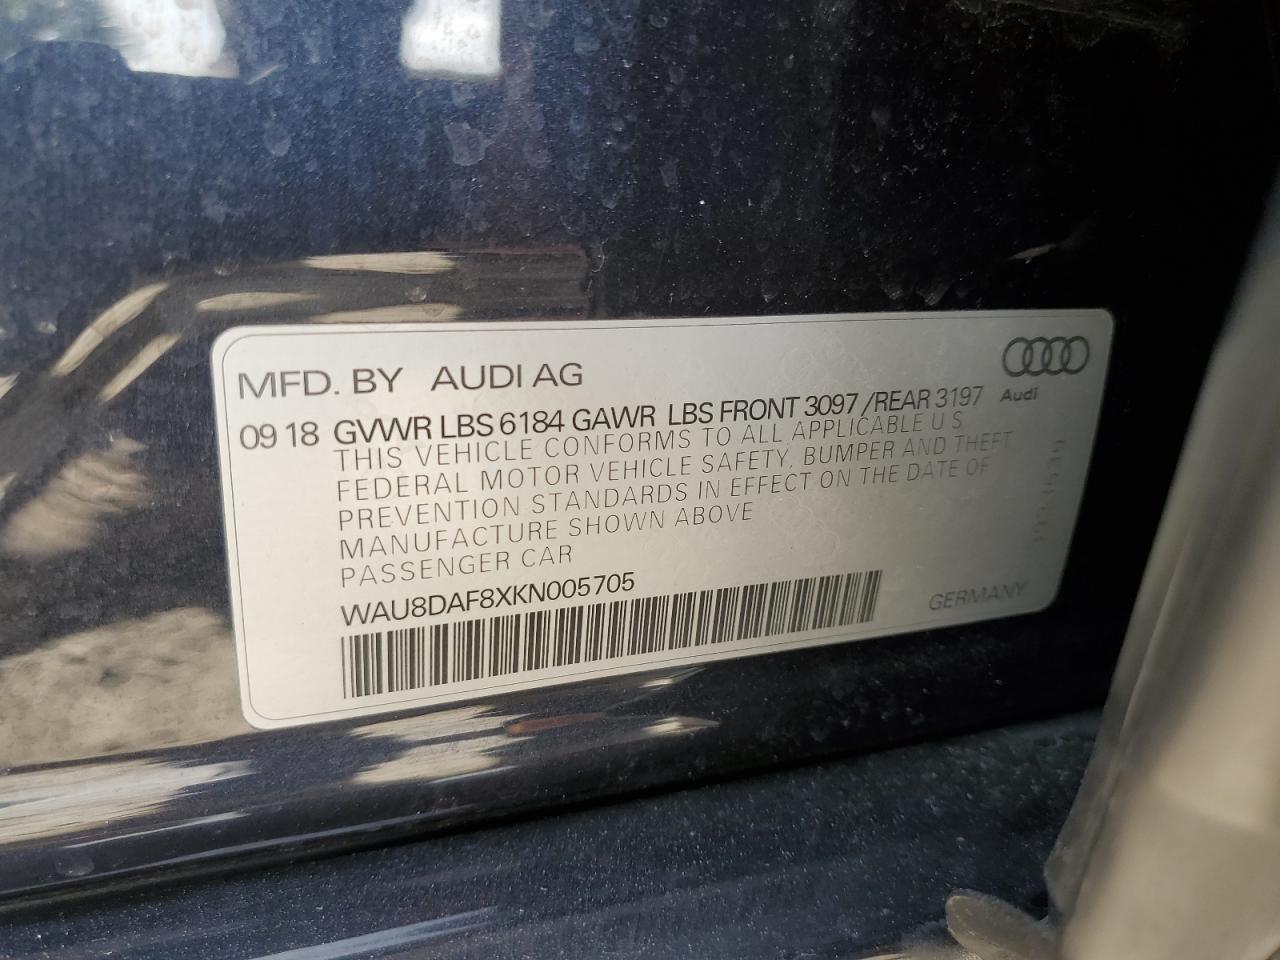 MFD. BY AUDI AG
Audi
09 18 GVWR LBS 6184 GAWR LBS FRONT 3097 / REAR 3197
THIS VEHICLE CONFORMS TO ALL APPLICABLE U S
FEDERAL MOTOR VEHICLE SAFETY, BUMPER AND THEFT
PREVENTION STANDARDS IN EFFECT ON THE DATE OF
MANUFACTURE SHOWN ABOVE
PASSENGER CAR
WAU8DAF8XKN005705
GERMANY